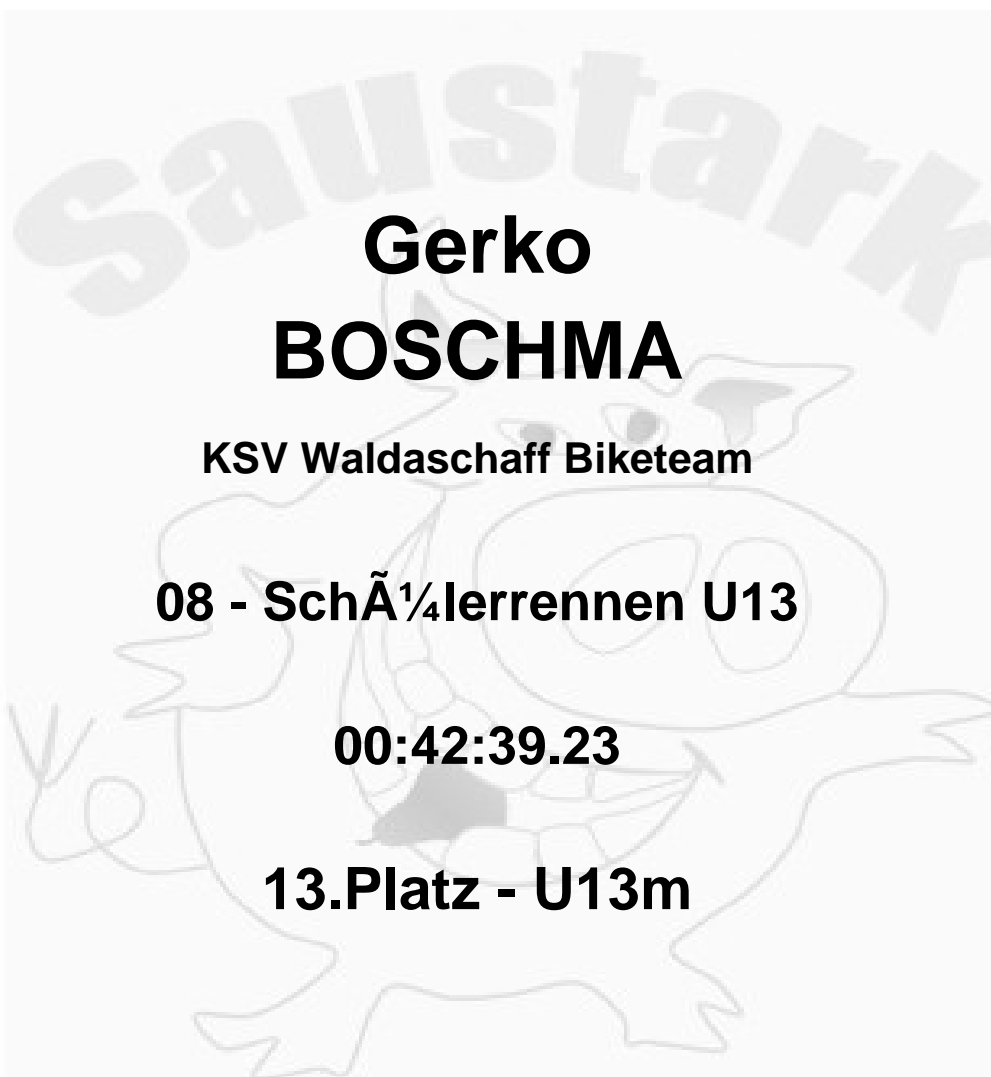 Saustark
Gerko
BOSCHMA
KSV Waldaschaff Biketeam
08 - SchÃ¼lerrennen U13
00:42:39.23
13.Platz - U13m